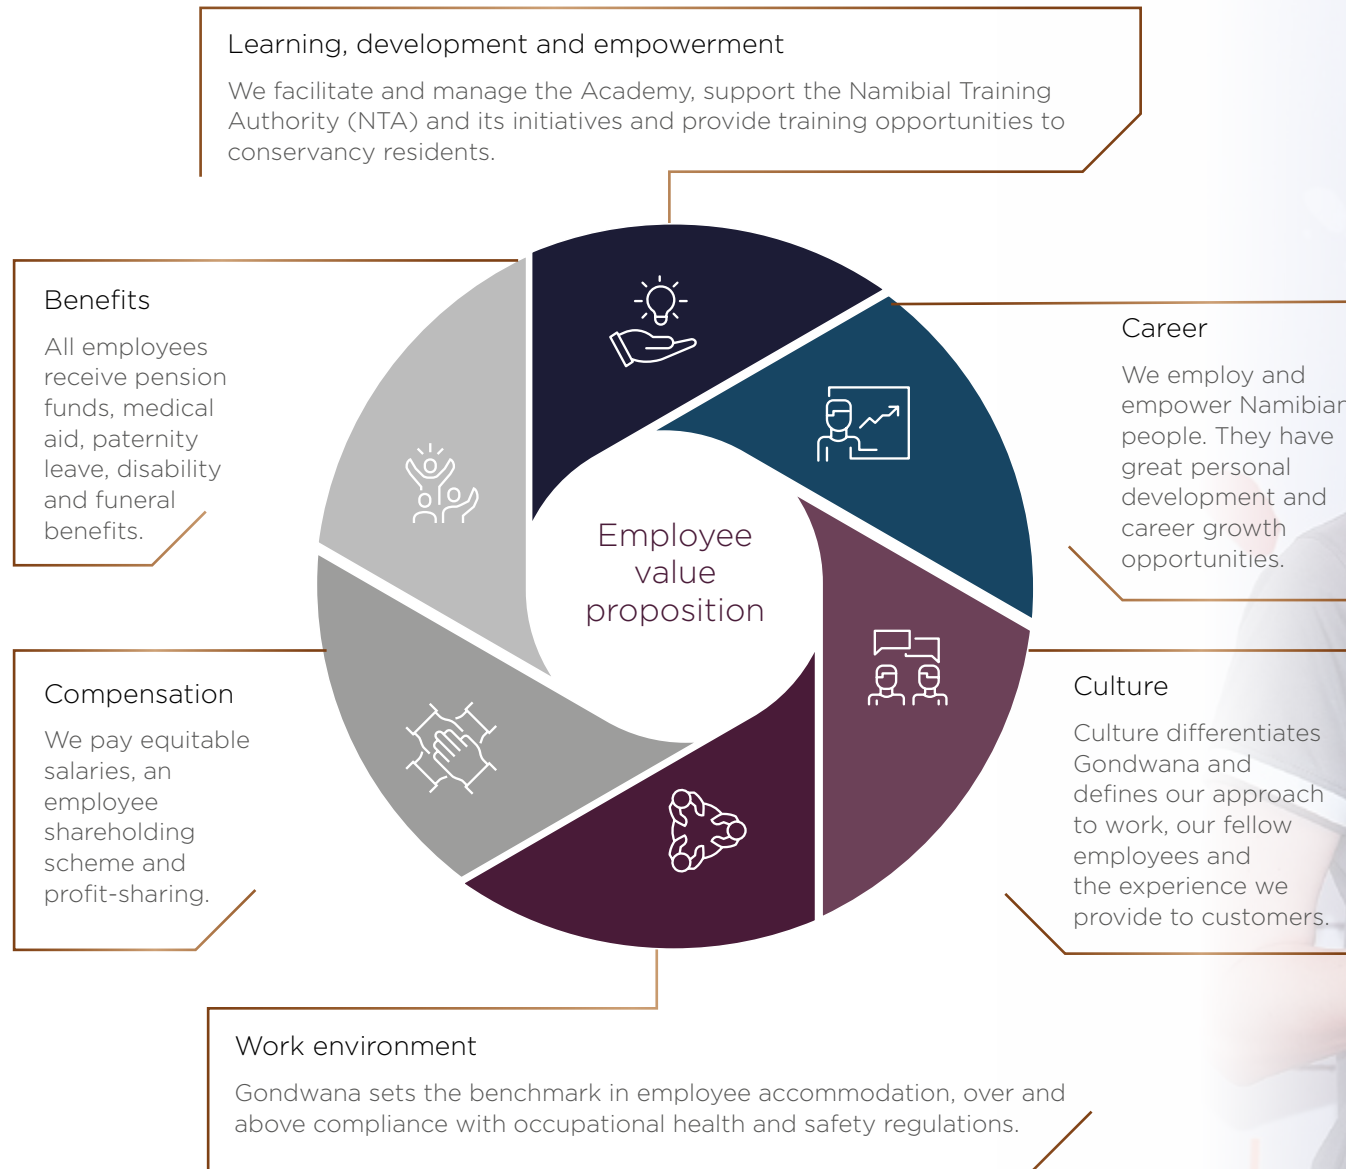 Learning, development and empowerment
We facilitate and manage the Academy, support the Namibial Training
Authority (NTA) and its initiatives and provide training opportunities to
conservancy residents.
Benefits
All employees
receive pension
funds, medical
aid, paternity
leave, disability
and funeral
benefits.
Career
We employ and
empower Namibian
people. They have
great personal
development and
career growth
opportunities.
Employee
value
proposition
Compensation
We pay equitable
salaries, an
employee
shareholding
scheme and
profit-sharing.
Culture
Culture differentiates
Gondwana and
defines our approach
to work, our fellow
employees and
the experience we
provide to customers.
Work environment
Gondwana sets the benchmark in employee accommodation, over and
above compliance with occupational health and safety regulations.